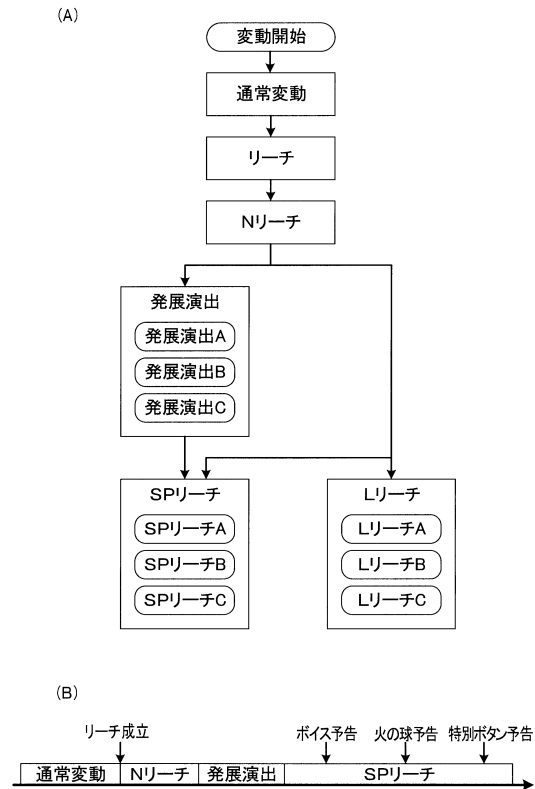 (A)
変動開始
通常変動
リーチ
Nリーチ
発展演出
発展演出A
発展演出B
発展演出C
SPリーチ
SPリーチA
SPリーチB
SPリーチC
Lリーチ
LリーチA
LリーチB
LリーチC
(B)
リーチ成立
ボイス予告
火の球予告
特別ボタン予告
通常変動
Nリーチ
発展演出
SPリーチ